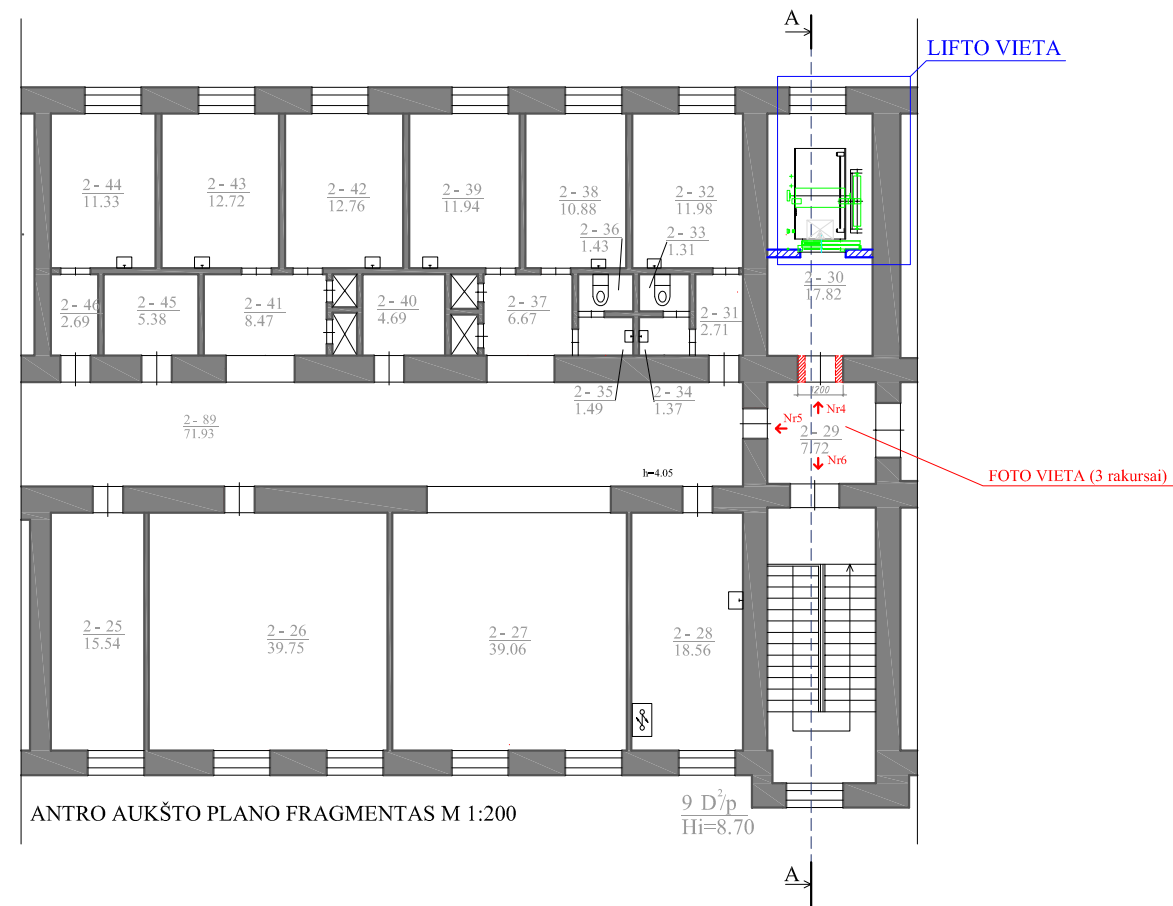 A
LIFTO VIETA
2 - 44
11.33
2 - 43
12.72
2 - 42
12.76
2 - 39
11.94
2 - 38
10.88
2 - 32
11.98
2 - 36
1.43
2 - 33
1.31
2 - 30
17.82
2 - 46
2.69
2 - 45
5.38
2 - 41
8.47
2 - 40
4.69
2 - 37
6.67
2 - 31
2.71
2 - 35
1.49
2 - 34
1.37
1200
2 - 89
71.93
Nr5
Nr4
2 - 29
7.72
Nr6
h=4.05
FOTO VIETA (3 rakursai)
2 - 25
15.54
2 - 26
39.75
2 - 27
39.06
2 - 28
18.56
ANTRO AUKŠTO PLANO FRAGMENTAS M 1:200
9 D²/p
Hi=8.70
A